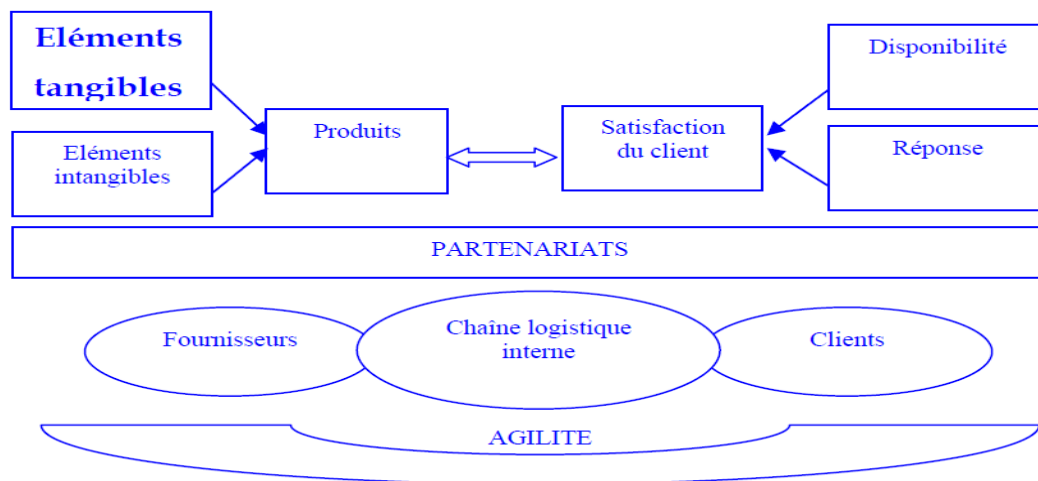 Eléments
tangibles
Eléments
intangibles
Produits
Satisfaction
du client
Disponibilité
Réponse
PARTENARIATS
Fournisseurs
Chaîne logistique
interne
Clients
AGILITE